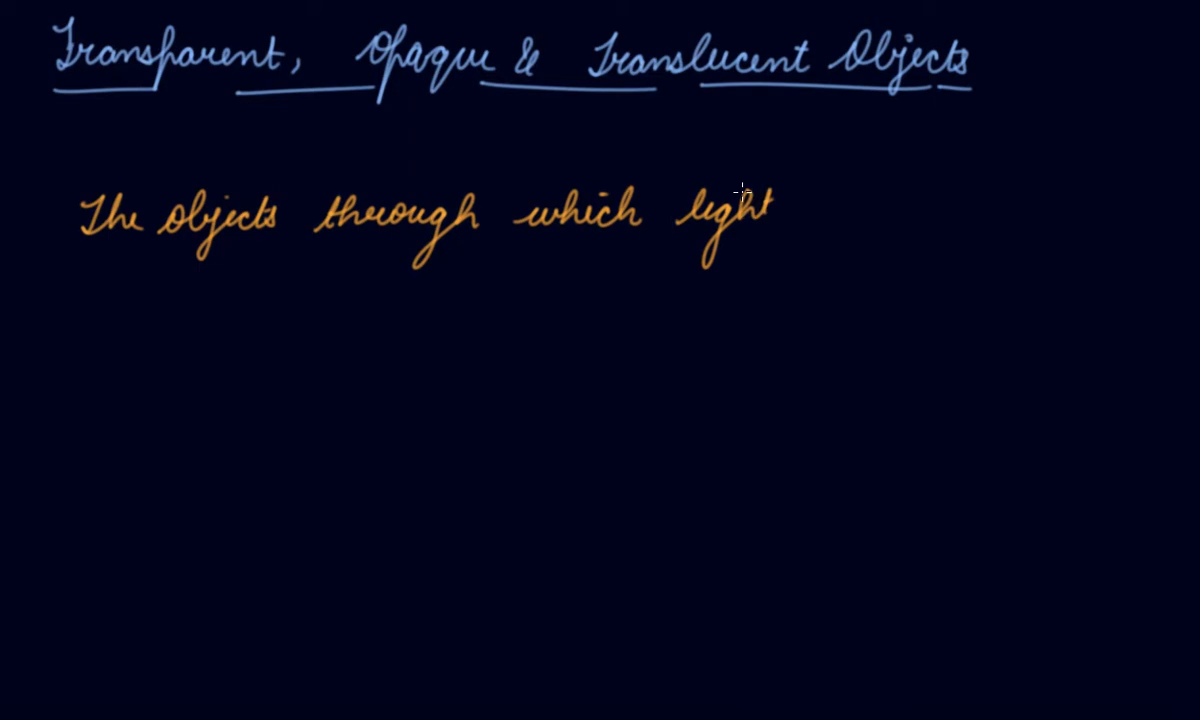 Transparent, Opaque & Translucent Objects
The objects through which light